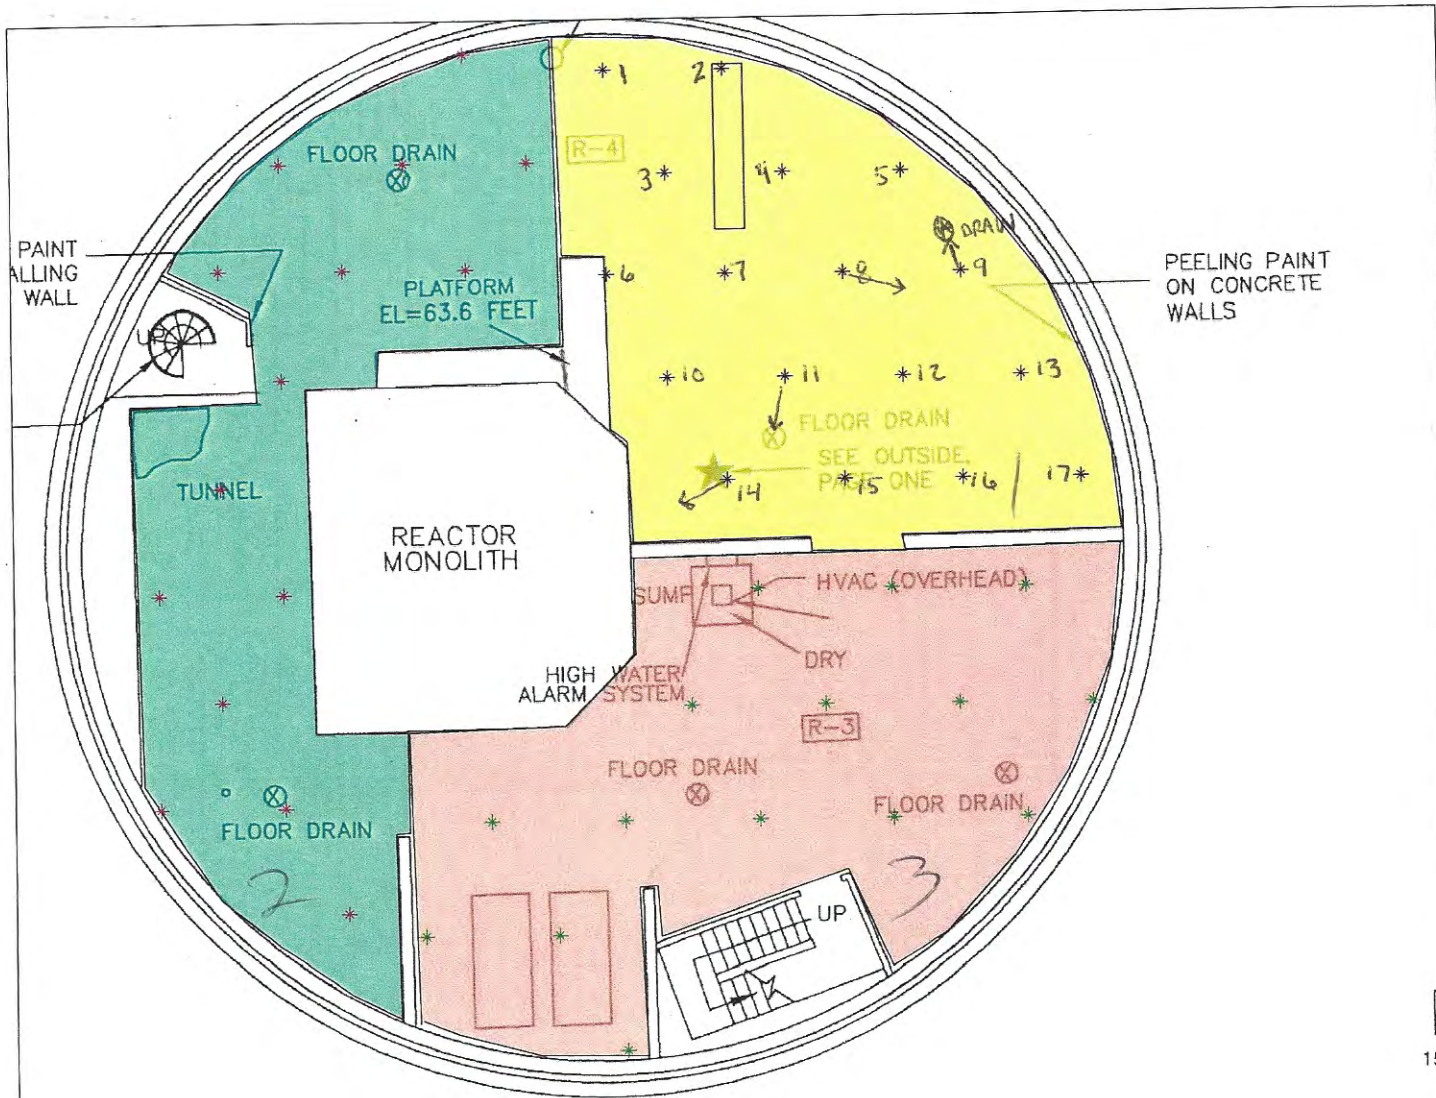 1
2
FLOOR DRAIN
R-4
3
4
5
DRAIN
PAINT
ALLING
WALL
PEELING PAINT
ON CONCRETE
WALLS
6
7
8
9
PLATFORM
EL=63.6 FEET
UP
10
11
12
13
FLOOR DRAIN
SEE OUTSIDE,
PAGE ONE
TUNNEL
14
15
16
17
REACTOR
MONOLITH
SUMP
HVAC (OVERHEAD)
DRY
HIGH WATER
ALARM SYSTEM
R-3
FLOOR DRAIN
FLOOR DRAIN
FLOOR DRAIN
2
3
UP